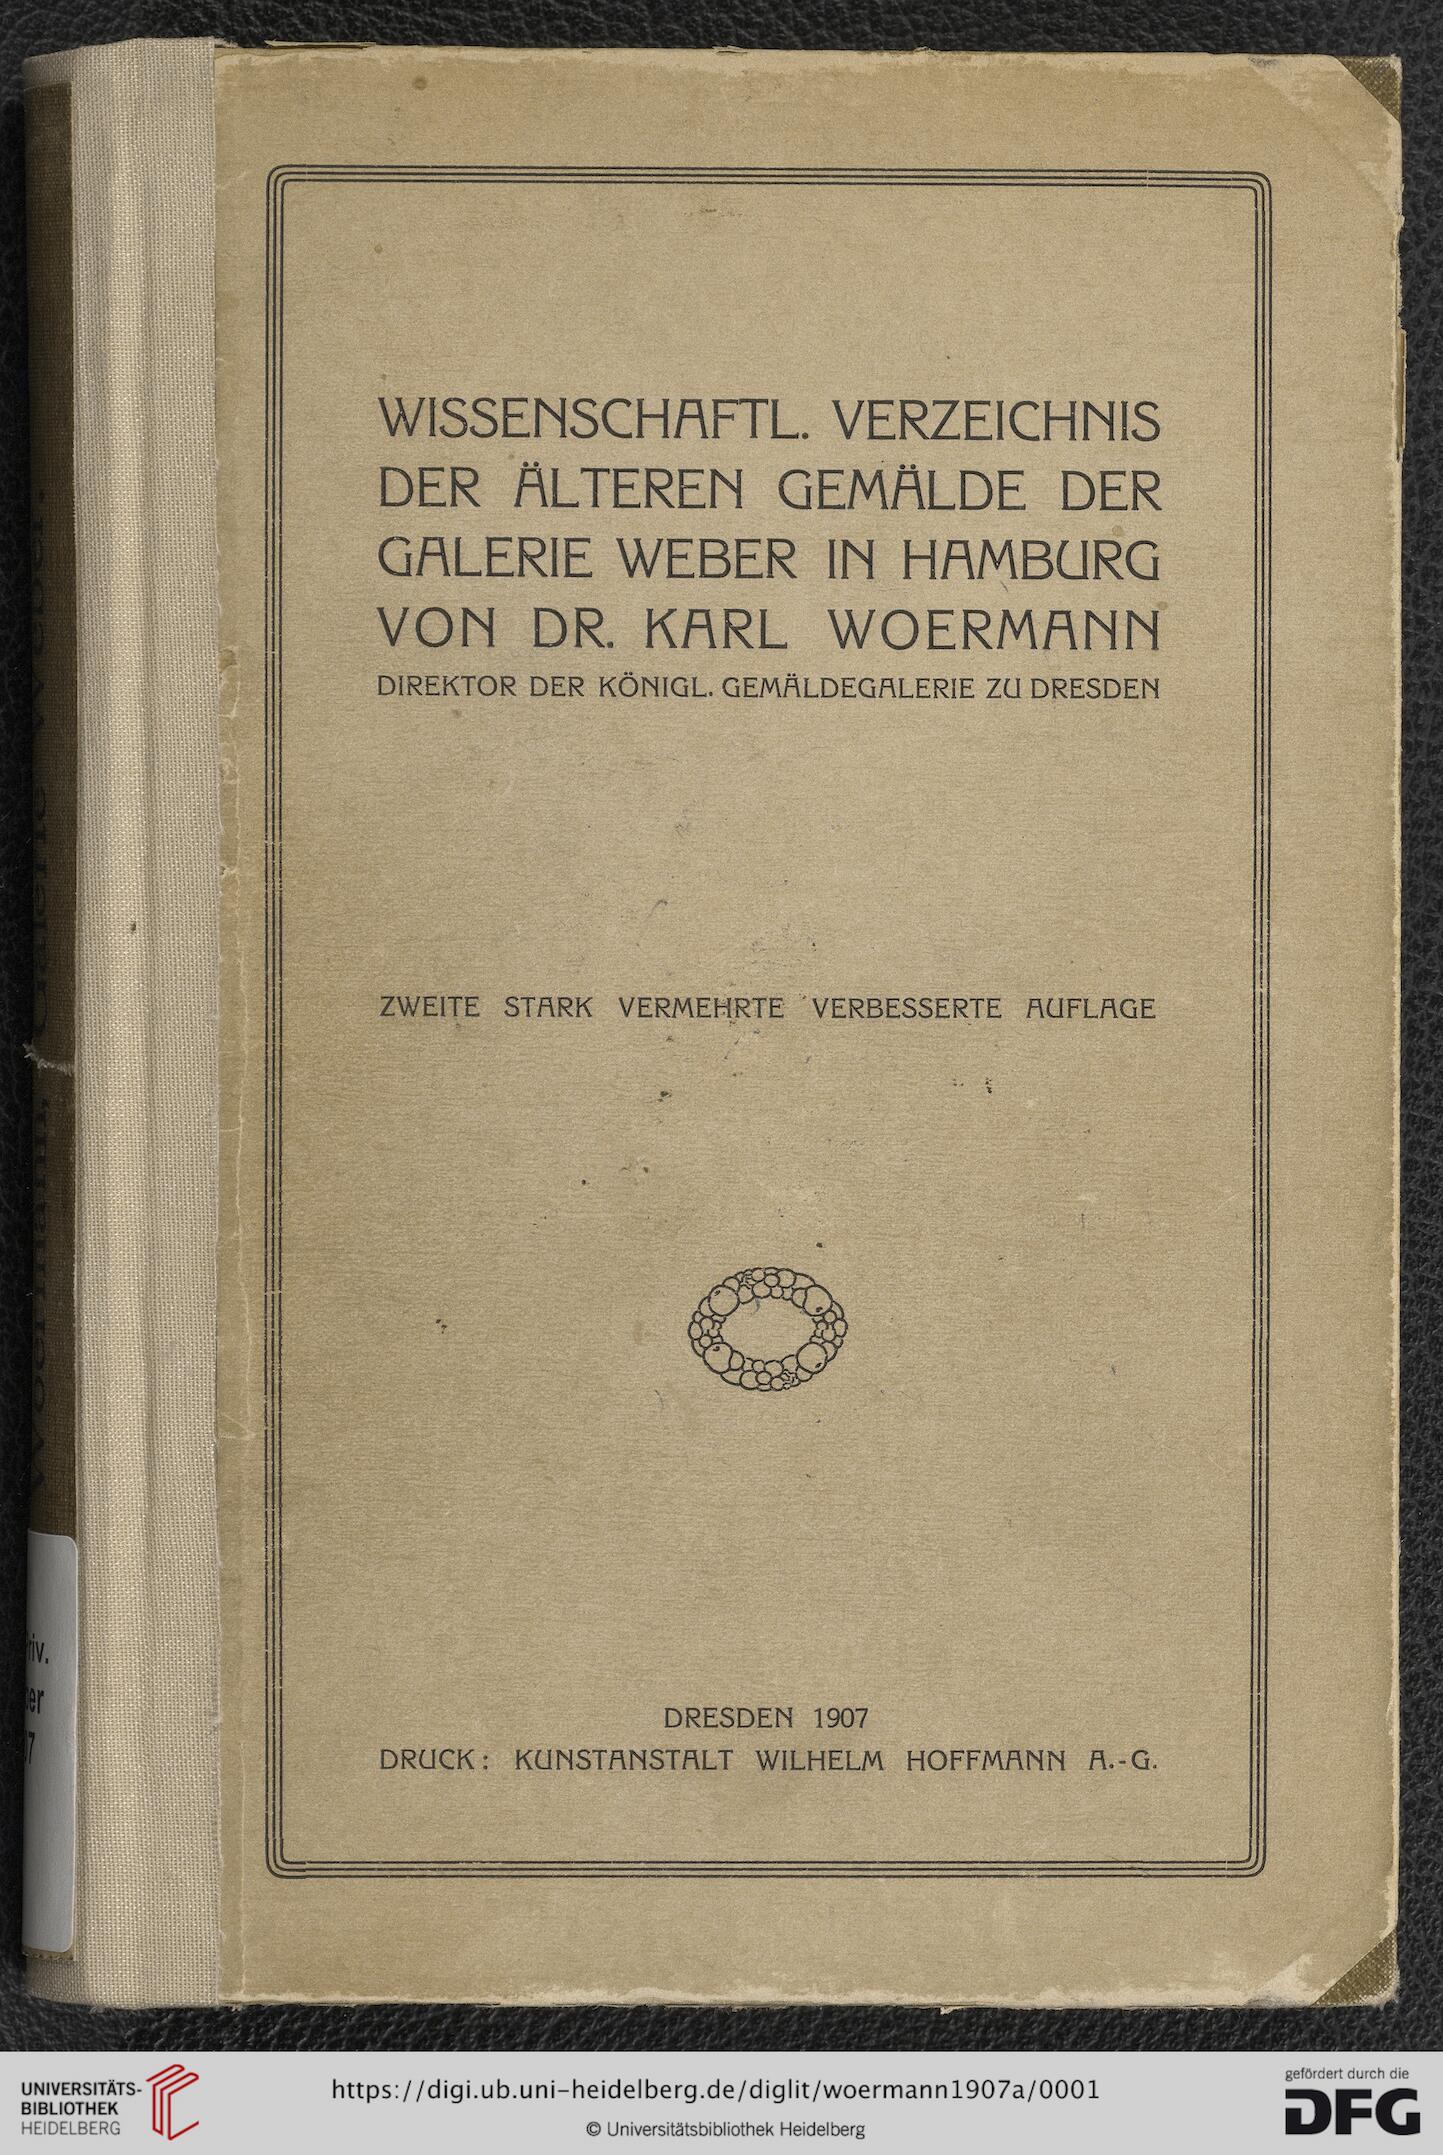 WISSENSCHAFTL. VERZEICHNIS
DER ÄLTEREN GEMÄLDE DER
GALERIE WEBER IN HAMBURG
VON DR. KARL WOERMANN
DIREKTOR DER KÖNIGL. GEMÄLDEGALERIE ZU DRESDEN
ZWEITE STARK VERMEHRTE VERBESSERTE AUFLAGE
DRESDEN 1907
DRUCK: KUNSTANSTALT WILHELM HOFFMANN A.-G.
UNIVERSITÄTS-
BIBLIOTHEK
HEIDELBERG
https://digi.ub.uni-heidelberg.de/diglit/woermann1907a/0001
© Universitätsbibliothek Heidelberg
gefördert durch die
DFG